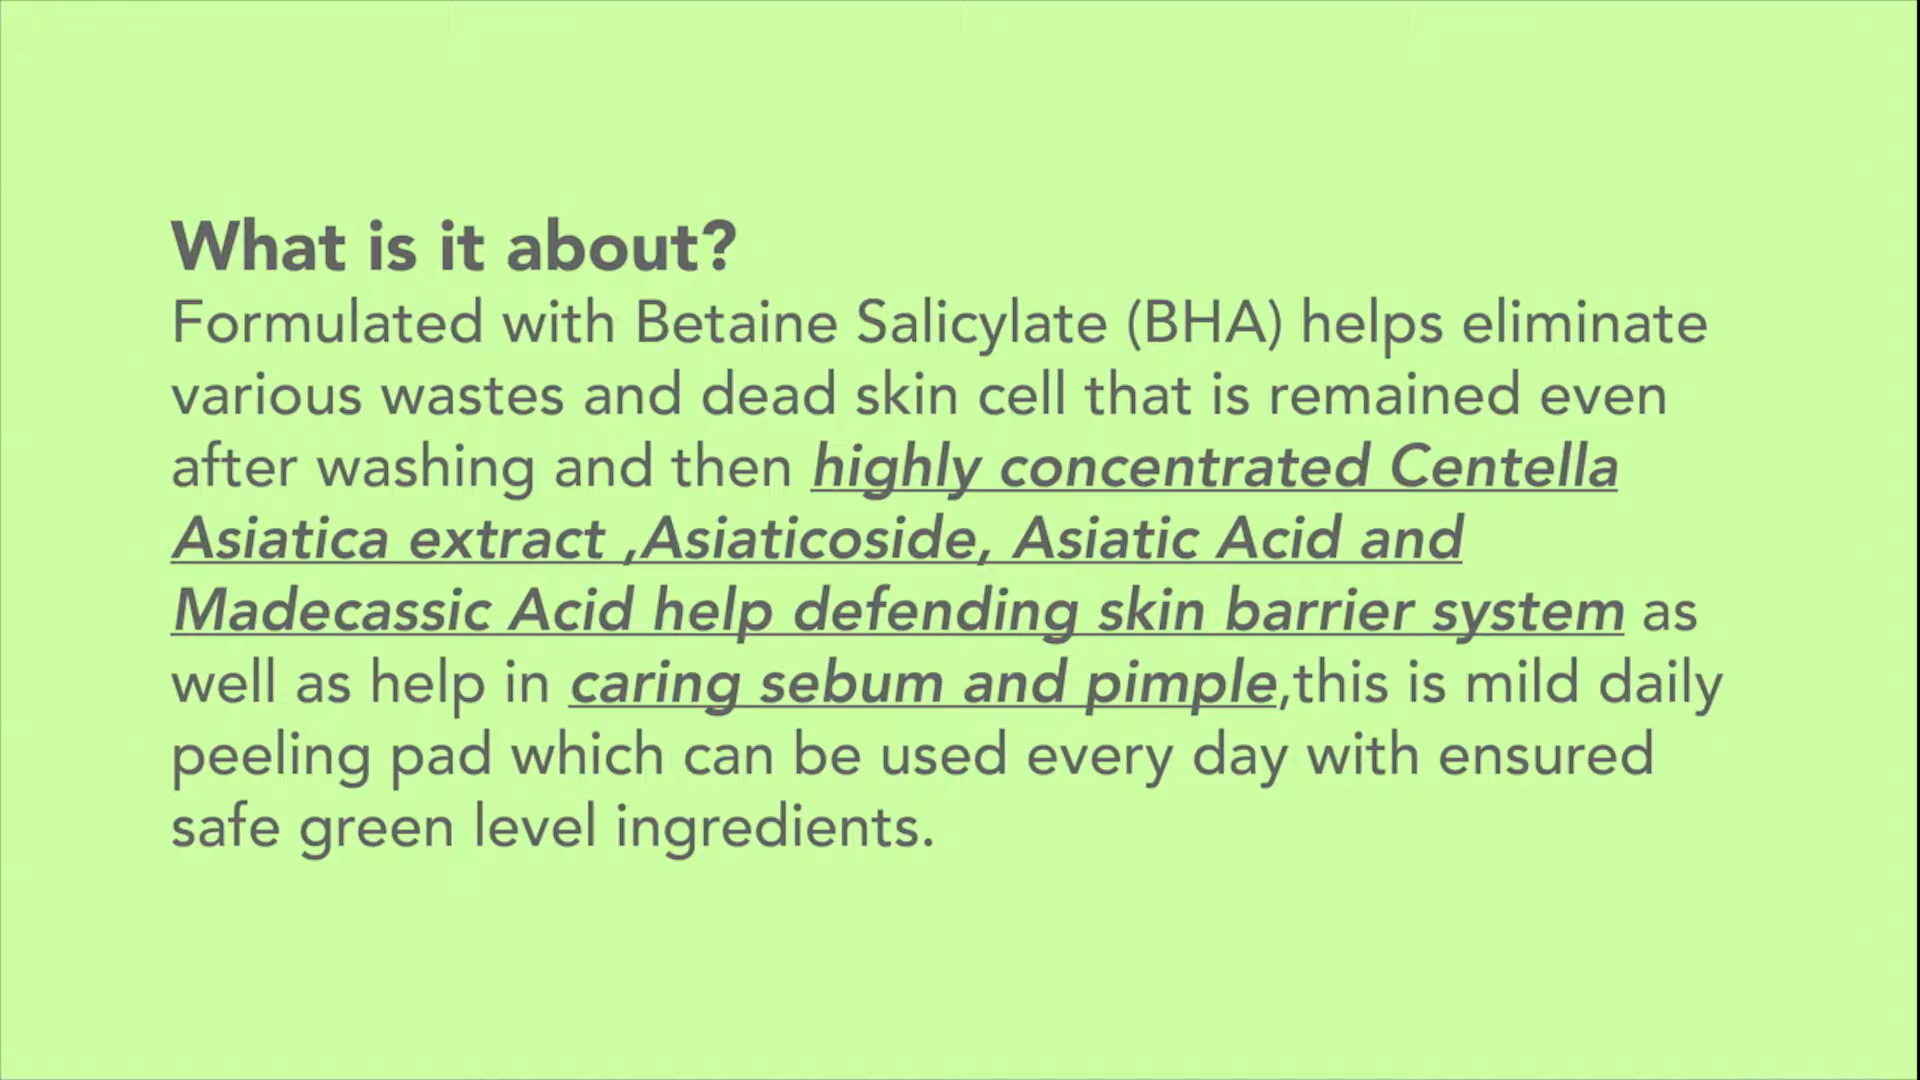 What is it about?
Formulated with Betaine Salicylate (BHA) helps eliminate
various wastes and dead skin cell that is remained even
after washing and then highly concentrated Centella
Asiatica extract ,Asiaticoside, Asiatic Acid and
Madecassic Acid help defending skin barrier system as
well as help in caring sebum and pimple,this is mild daily
peeling pad which can be used every day with ensured
safe green level ingredients.